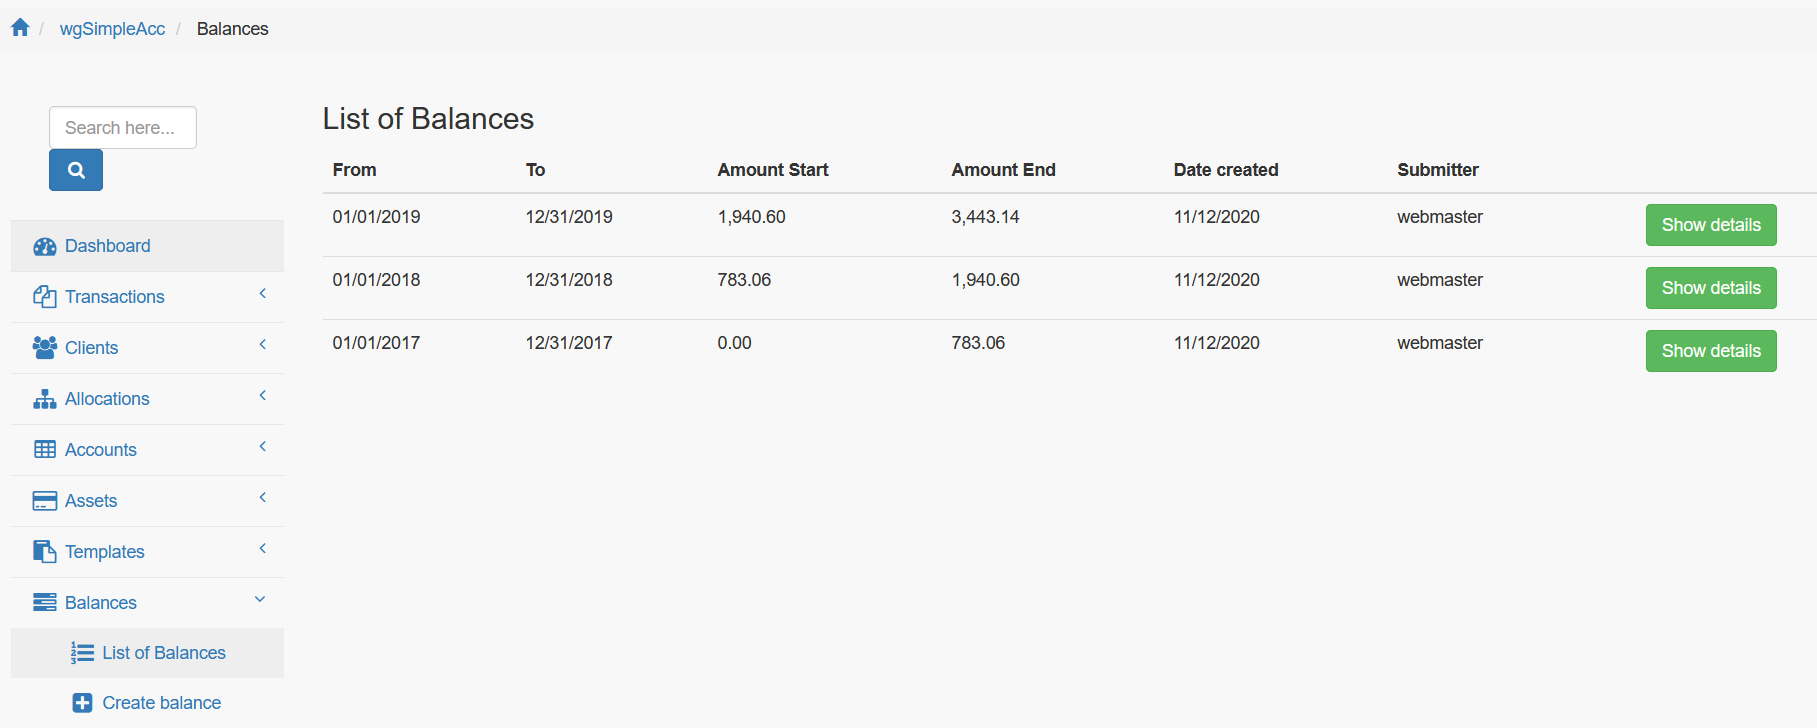 / wgSimpleAcc / Balances
Search here...
Dashboard
Transactions
Clients
Allocations
Accounts
Assets
Templates
Balances
1 2 3 List of Balances
Create balance
List of Balances
From To Amount Start Amount End Date created Submitter
01/01/2019 12/31/2019 1,940.60 3,443.14 11/12/2020 webmaster Show details
01/01/2018 12/31/2018 783.06 1,940.60 11/12/2020 webmaster Show details
01/01/2017 12/31/2017 0.00 783.06 11/12/2020 webmaster Show details